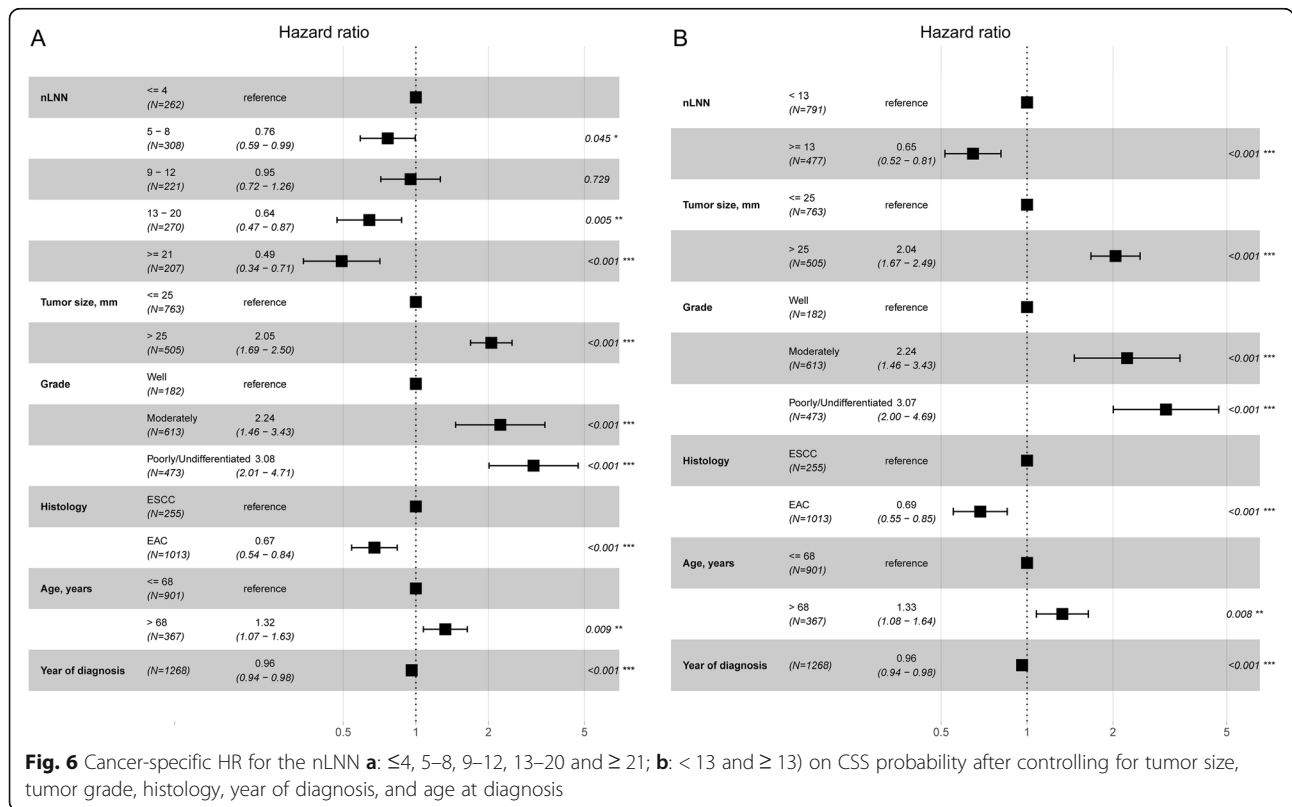 A
Hazard ratio
nLNN
<= 4
(N=262)
reference
5 – 8
(N=308)
0.76
(0.59 – 0.99)
0.045 *
9 – 12
(N=221)
0.95
(0.72 – 1.26)
0.729
13 – 20
(N=270)
0.64
(0.47 – 0.87)
0.005 **
>= 21
(N=207)
0.49
(0.34 – 0.71)
<0.001 ***
Tumor size, mm
<= 25
(N=763)
reference
> 25
(N=505)
2.05
(1.69 – 2.50)
<0.001 ***
Grade
Well
(N=182)
reference
Moderately
(N=613)
2.24
(1.46 – 3.43)
<0.001 ***
Poorly/Undifferentiated
(N=473)
3.08
(2.01 – 4.71)
<0.001 ***
Histology
ESCC
(N=255)
reference
EAC
(N=1013)
0.67
(0.54 – 0.84)
<0.001 ***
Age, years
<= 68
(N=901)
reference
> 68
(N=367)
1.32
(1.07 – 1.63)
0.009 **
Year of diagnosis
(N=1268)
0.96
(0.94 – 0.98)
<0.001 ***
0.5 1 2 5
B
Hazard ratio
nLNN
< 13
(N=791)
reference
>= 13
(N=477)
0.65
(0.52 – 0.81)
<0.001 ***
Tumor size, mm
<= 25
(N=763)
reference
> 25
(N=505)
2.04
(1.67 – 2.49)
<0.001 ***
Grade
Well
(N=182)
reference
Moderately
(N=613)
2.24
(1.46 – 3.43)
<0.001 ***
Poorly/Undifferentiated
(N=473)
3.07
(2.00 – 4.69)
<0.001 ***
Histology
ESCC
(N=255)
reference
EAC
(N=1013)
0.69
(0.55 – 0.85)
<0.001 ***
Age, years
<= 68
(N=901)
reference
> 68
(N=367)
1.33
(1.08 – 1.64)
0.008 **
Year of diagnosis
(N=1268)
0.96
(0.94 – 0.98)
<0.001 ***
0.5 1 2 5
Fig. 6 Cancer-specific HR for the nLNN a: ≤4, 5–8, 9–12, 13–20 and ≥ 21; b: < 13 and ≥ 13) on CSS probability after controlling for tumor size,
tumor grade, histology, year of diagnosis, and age at diagnosis